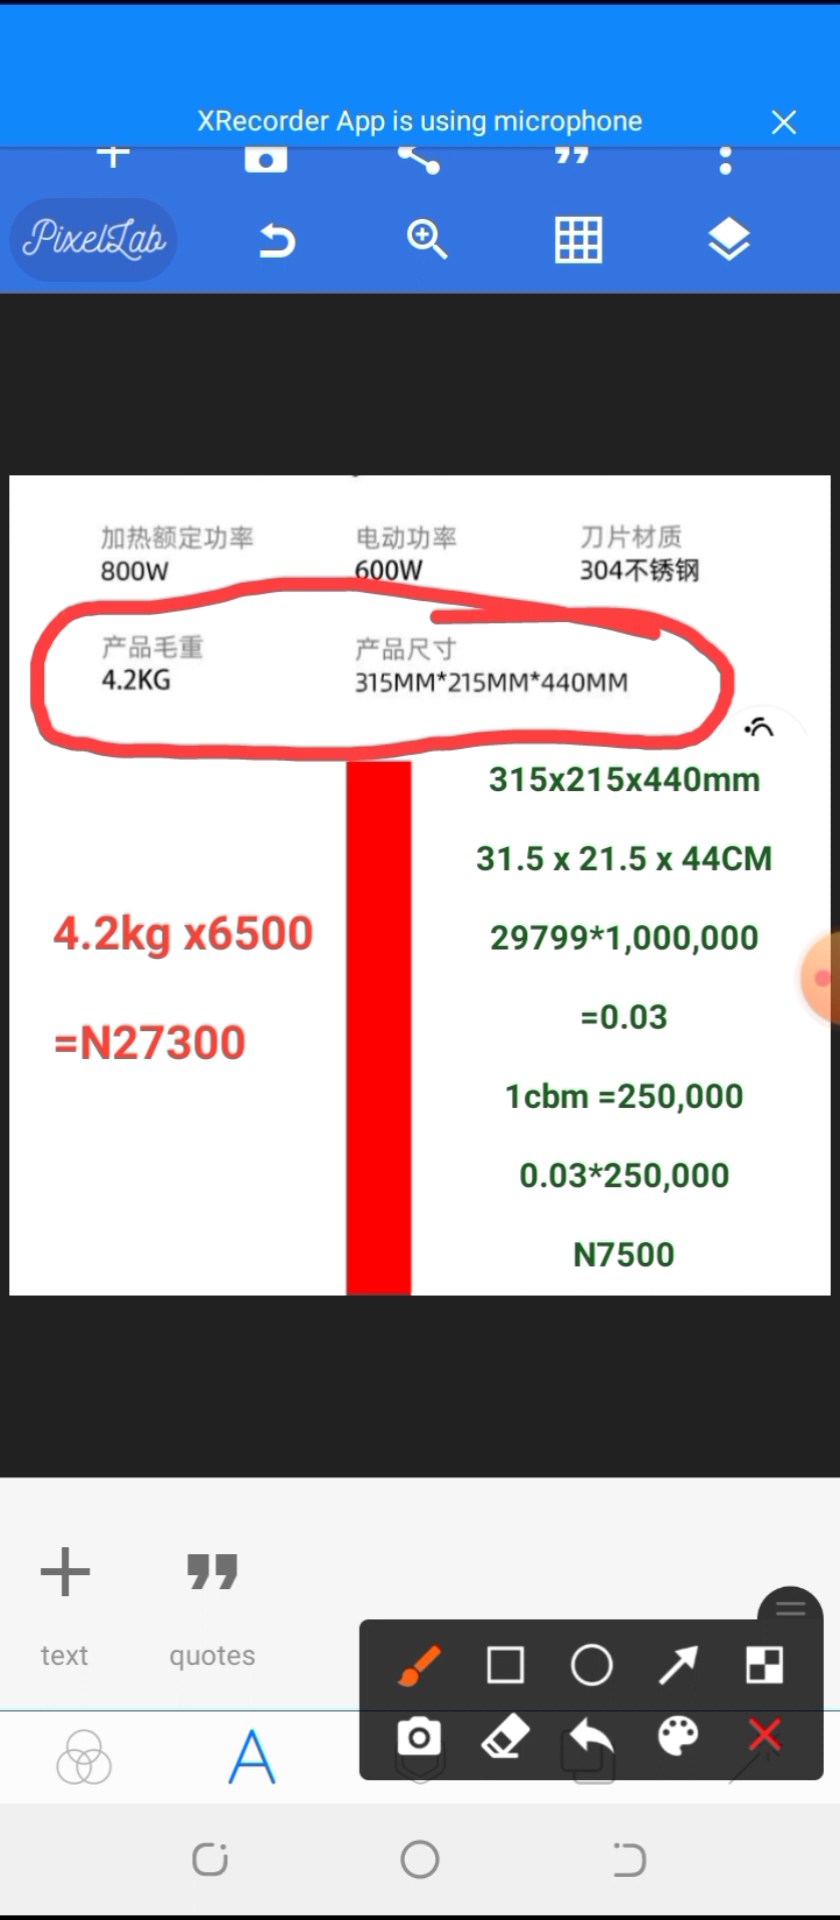 XRecorder App is using microphone
PixelLab
加热额定功率 电动功率 刀片材质
800W 600W 304不锈钢
产品毛重 产品尺寸
4.2KG 315MM*215MM*440MM
4.2kg x6500
=N27300
315x215x440mm
31.5 x 21.5 x 44CM
29799*1,000,000
=0.03
1cbm =250,000
0.03*250,000
N7500
text quotes